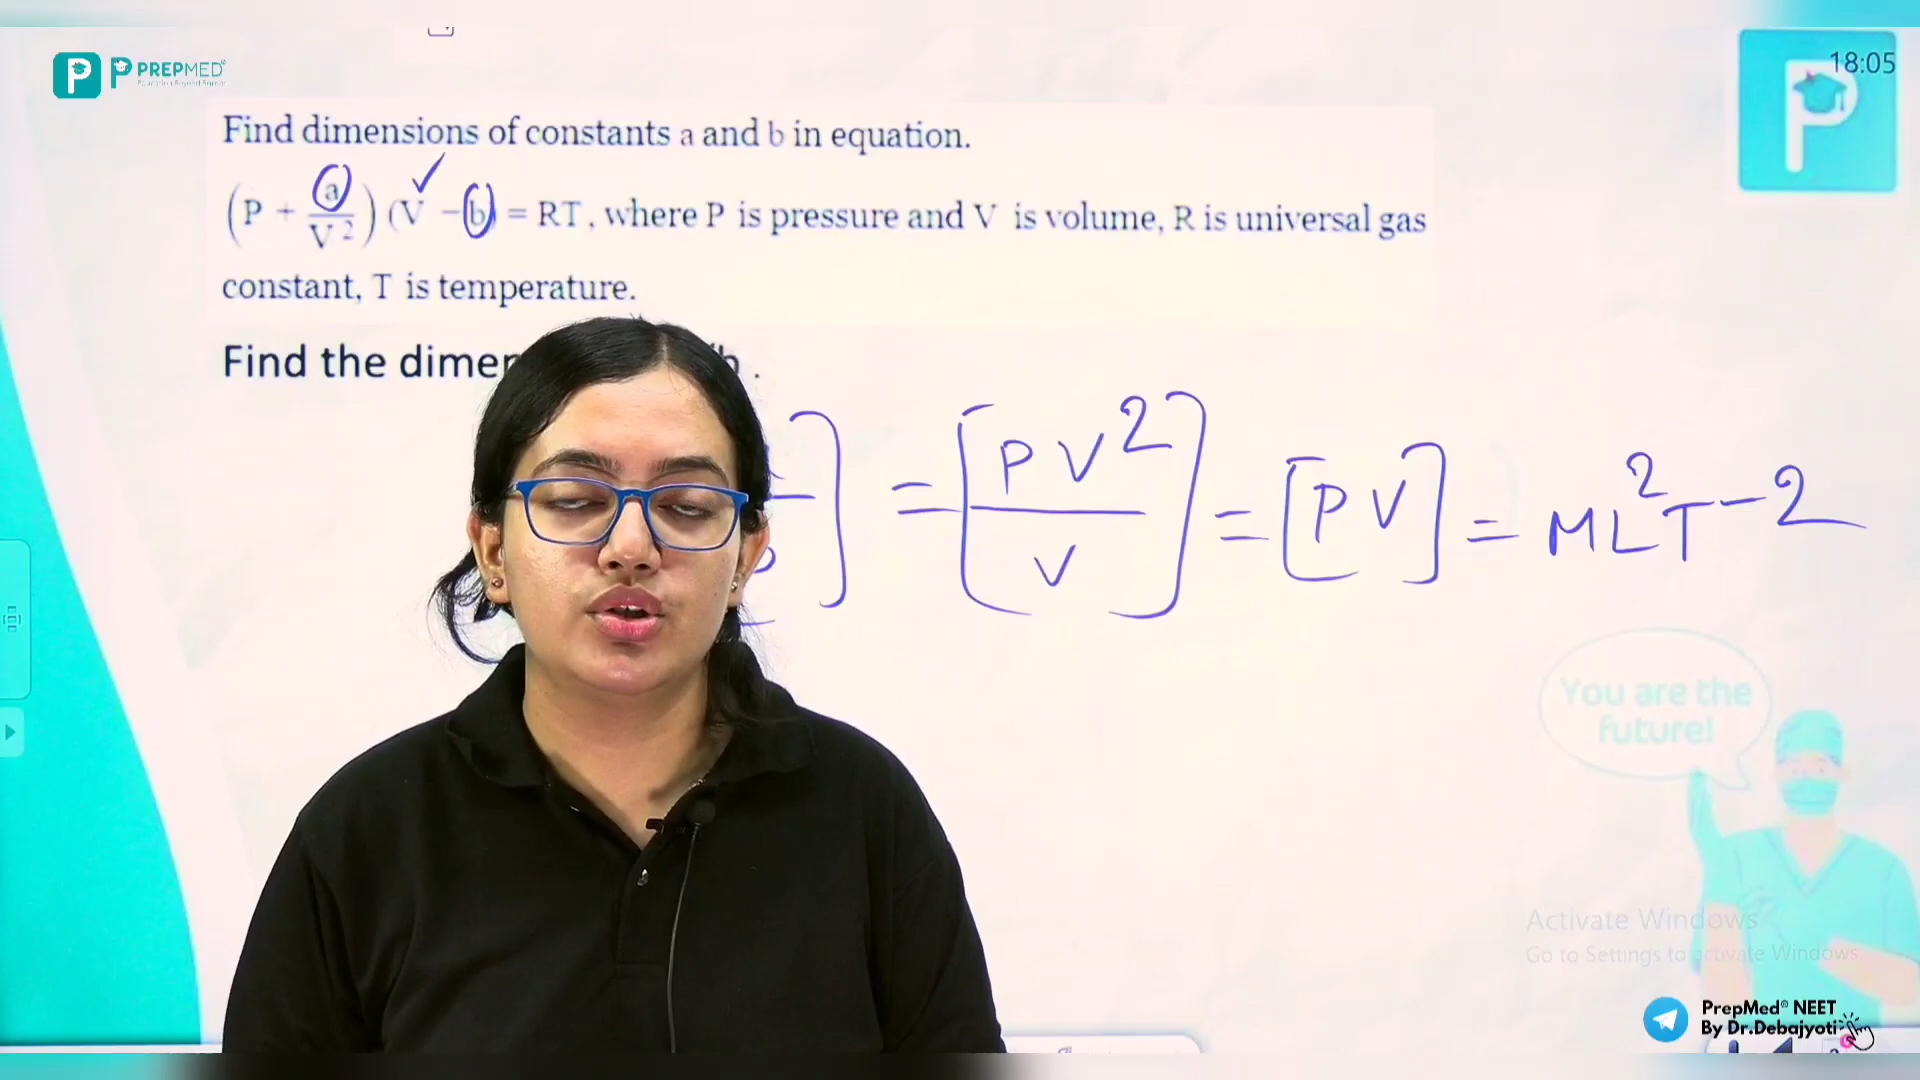 PREPMED
18:05
Find dimensions of constants a and b in equation.
(P + a/V²) (V - b) = RT, where P is pressure and V is volume, R is universal gas
constant, T is temperature.
Find the b .
= [PV²/V] = [PV] = ML²T-²
You are the
future!
Activate Windows
Go to Settings to activate Windows.
PrepMed® NEET
By Dr.Debajyoti